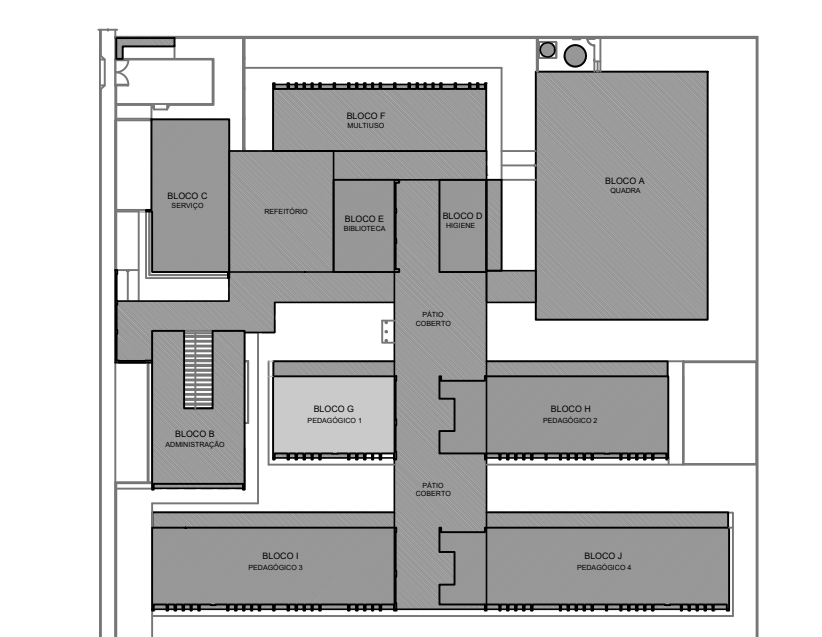 BLOCO F
MULTIUSO
BLOCO A
QUADRA
BLOCO C
SERVIÇO
REFEITÓRIO
BLOCO E
BIBLIOTECA
BLOCO D
HIGIENE
PÁTIO
COBERTO
BLOCO G
PEDAGÓGICO 1
BLOCO H
PEDAGÓGICO 2
BLOCO B
ADMINISTRAÇÃO
PÁTIO
COBERTO
BLOCO I
PEDAGÓGICO 3
BLOCO J
PEDAGÓGICO 4